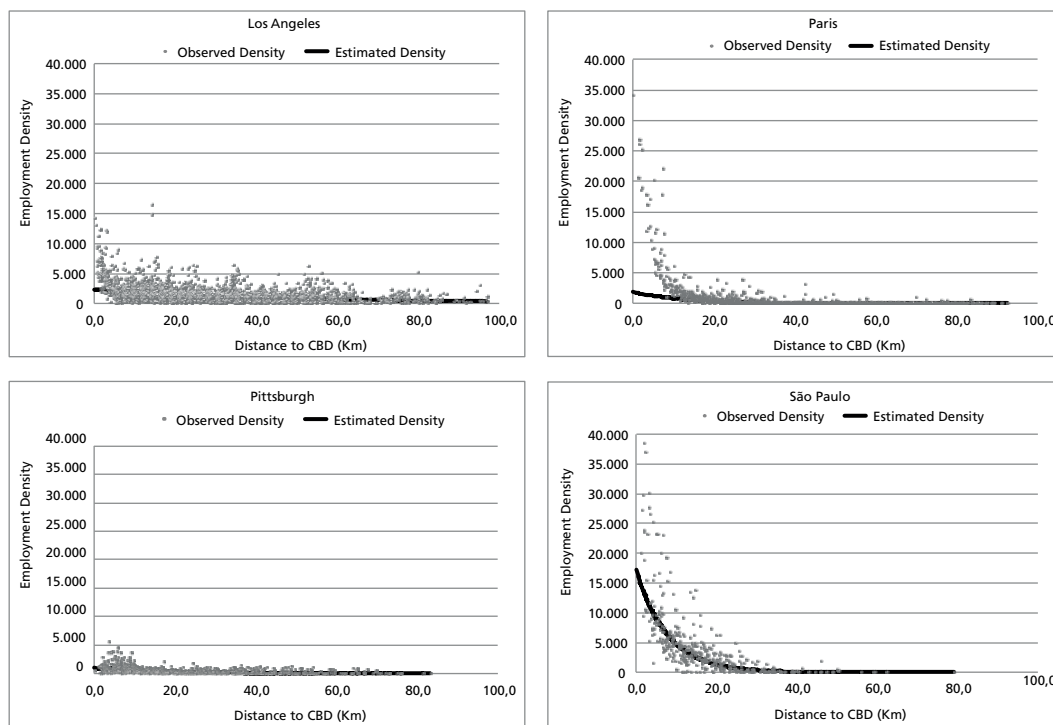 Los Angeles
Observed Density Estimated Density
40.000
35.000
30.000
25.000
20.000
15.000
10.000
5.000
0
Employment Density
0,0 20,0 40,0 60,0 80,0 100,0
Distance to CBD (Km)
Paris
Observed Density Estimated Density
40.000
35.000
30.000
25.000
20.000
15.000
10.000
5.000
0
Employment Density
0,0 20,0 40,0 60,0 80,0 100,0
Distance to CBD (Km)
Pittsburgh
Observed Density Estimated Density
40.000
35.000
30.000
25.000
20.000
15.000
10.000
5.000
0
Employment Density
0,0 20,0 40,0 60,0 80,0 100,0
Distance to CBD (Km)
São Paulo
Observed Density Estimated Density
40.000
35.000
30.000
25.000
20.000
15.000
10.000
5.000
0
Employment Density
0,0 20,0 40,0 60,0 80,0 100,0
Distance to CBD (Km)